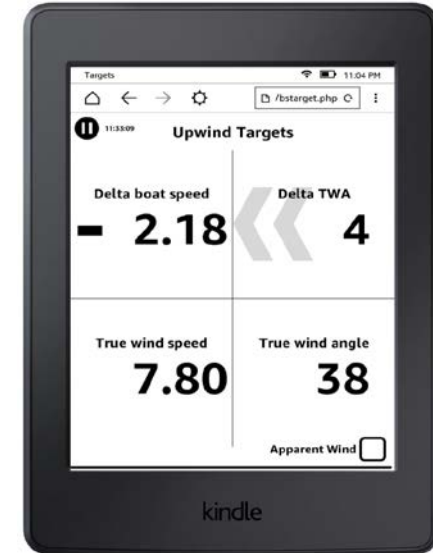 Targets 11:04 PM
/bstarget.php
11:33:09 Upwind Targets
Delta boat speed Delta TWA
- 2.18 4
True wind speed True wind angle
7.80 38
Apparent Wind
kindle